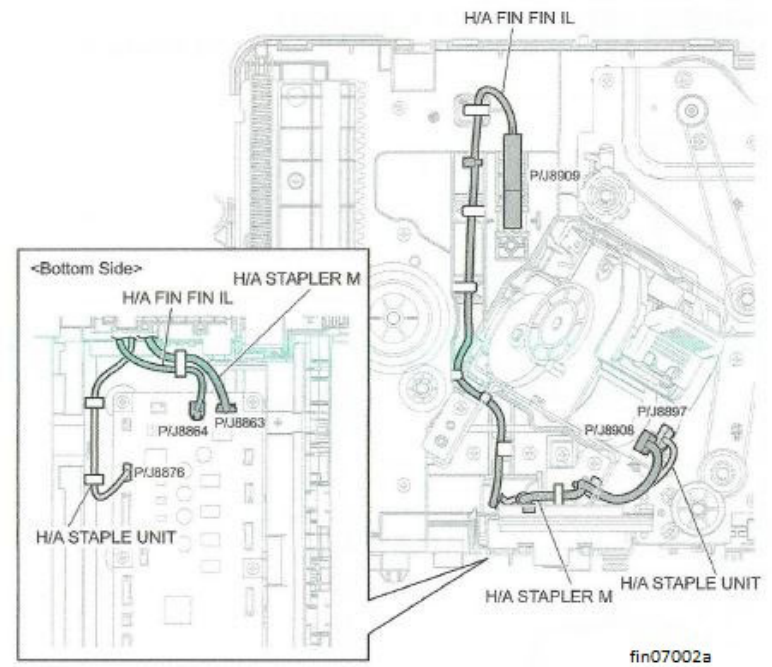 H/A FIN FIN IL
P/J8909
<Bottom Side>
H/A STAPLER M
H/A FIN FIN IL
P/J8864
P/J8863
P/J8876
H/A STAPLE UNIT
P/J8897
P/J8908
H/A STAPLER M
H/A STAPLE UNIT
fin07002a